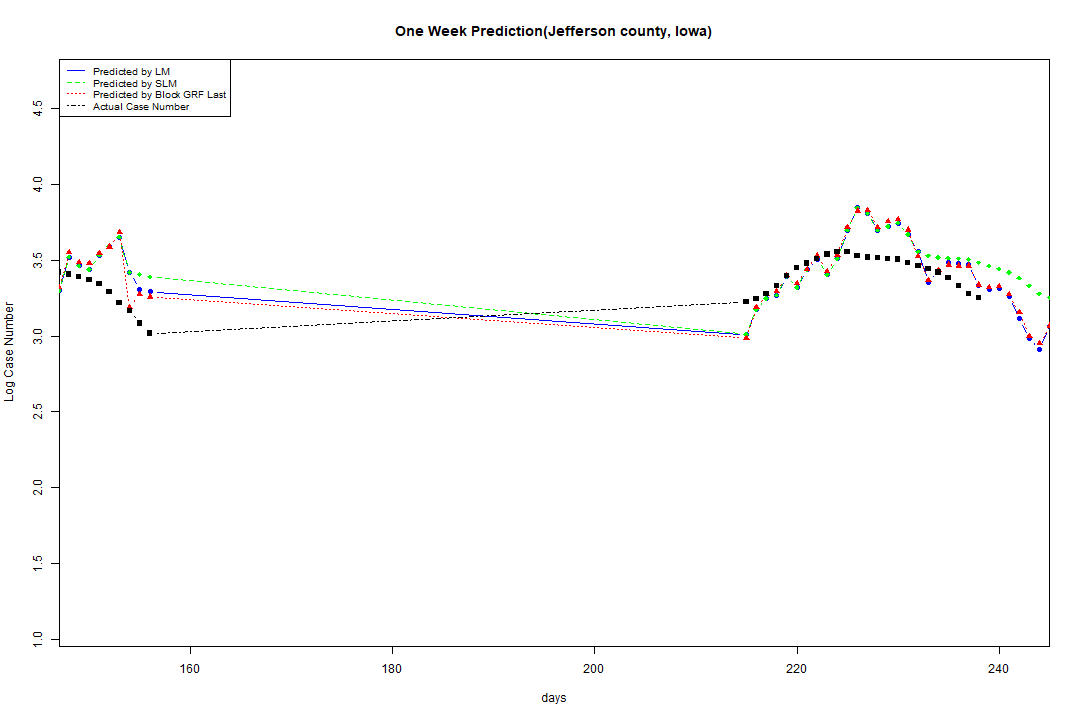 One Week Prediction(Jefferson county, Iowa)
Predicted by LM
Predicted by SLM
Predicted by Block GRF Last
Actual Case Number
4.5
4.0
3.5
3.0
2.5
2.0
1.5
1.0
Log Case Number
160
180
200
220
240
days